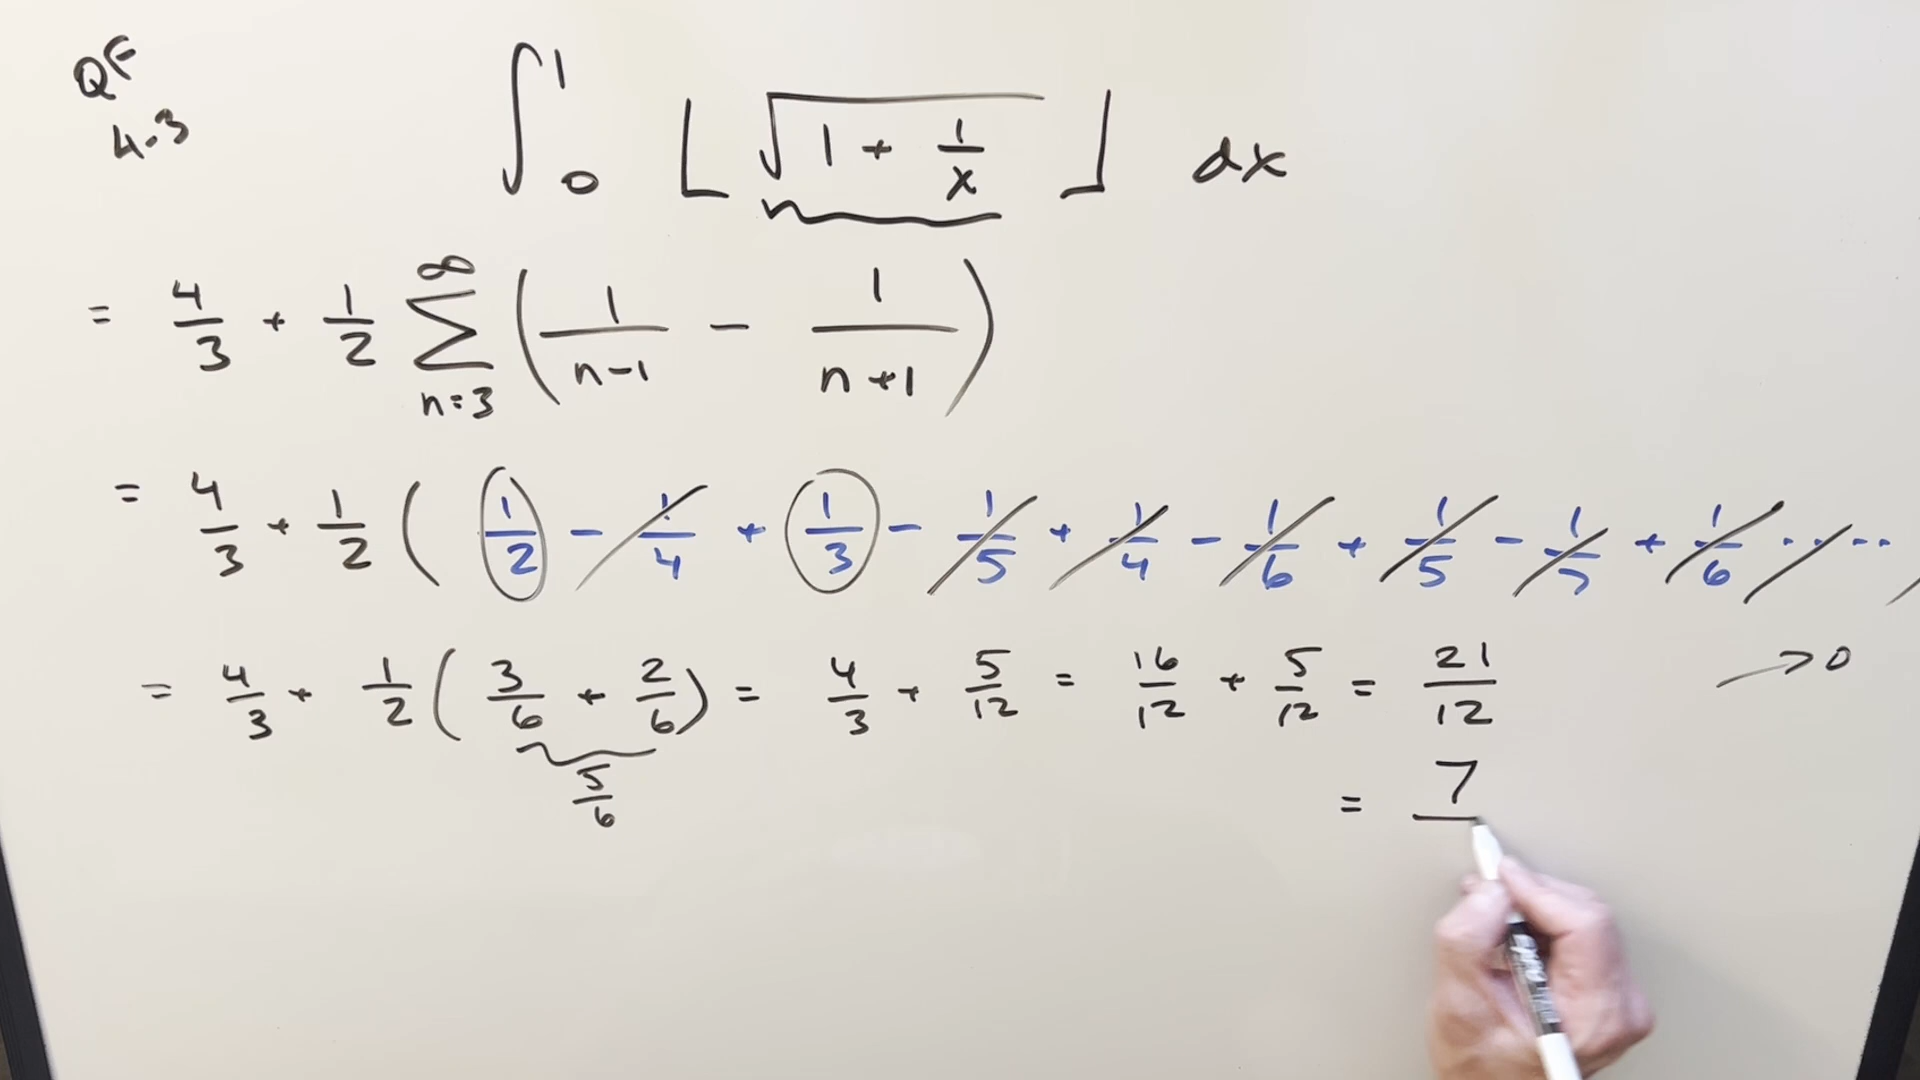 QF
4.3
∫₀¹ ⌊√(1 + 1/x)⌋ dx
= 4/3 + 1/2 ∑_{n=3}^{∞} (1/(n-1) - 1/(n+1))
= 4/3 + 1/2 ( 1/2 - 1/4 + 1/3 - 1/5 + 1/4 - 1/6 + 1/5 - 1/7 + 1/6 ....
→ 0
= 4/3 + 1/2 ( 3/6 + 2/6 ) = 4/3 + 5/12 = 16/12 + 5/12 = 21/12
5/6
= 7